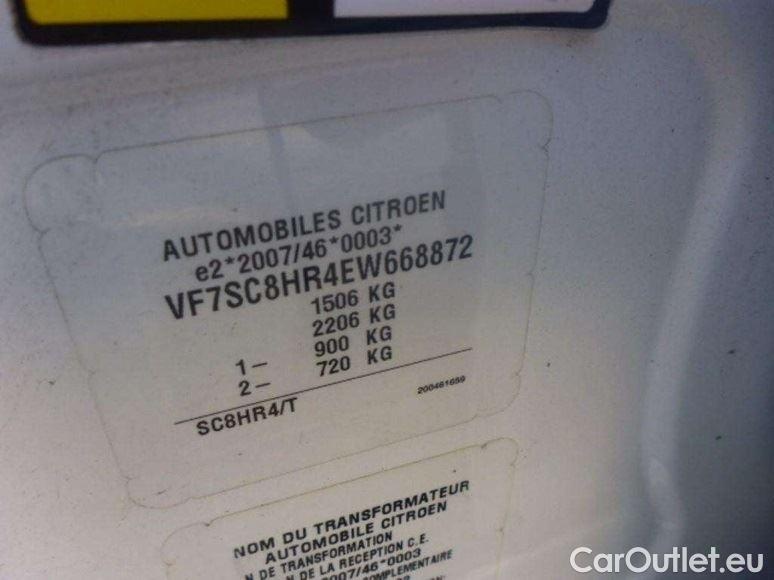 AUTOMOBILES CITROEN
e2*2007/46*0003*
VF7SC8HR4EW668872
1506 KG
2206 KG
1- 900 KG
2- 720 KG
SC8HR4/T 200461659
NOM DU TRANSFORMATEUR
AUTOMOBILE CITROEN
N DE TRANSFORMATION
N DE LA RECEPTION C.E.
2007/46*0003
COMPLEMENTAIRE
CarOutlet.eu